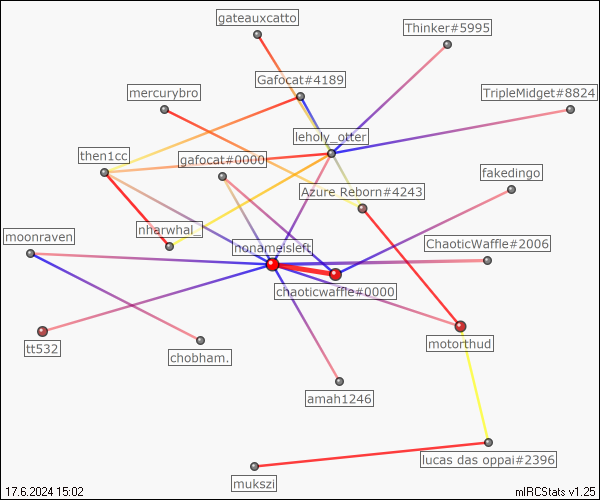 gateauxcatto
Thinker#5995
Gafocat#4189
mercurybro
TripleMidget#8824
leholy_otter
then1cc
gafocat#0000
fakedingo
Azure Reborn#4243
nharwhal_
moonraven
honameisleft
ChaoticWaffle#2006
chaoticwaffle#0000
tt532
motorthud
chobham.
amah1246
lucas das oppai#2396
mukszi
17.6.2024 15:02
mIRCStats v1.25